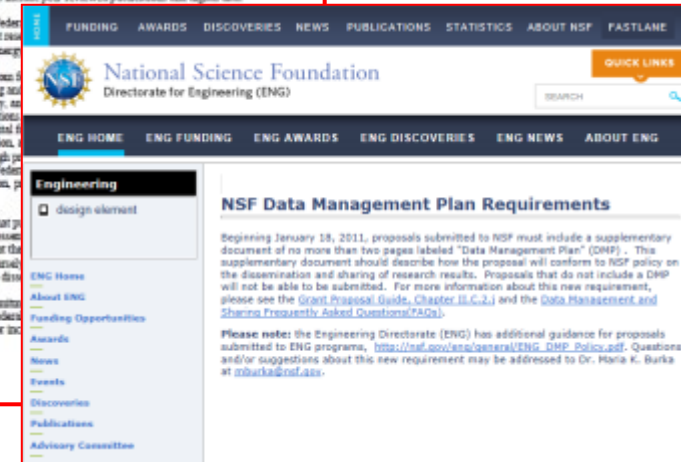 HOME
FUNDING AWARDS DISCOVERIES NEWS PUBLICATIONS STATISTICS ABOUT NSF FASTLANE
QUICK LINKS
NSF
National Science Foundation
Directorate for Engineering (ENG)
SEARCH
ENG HOME ENG FUNDING ENG AWARDS ENG DISCOVERIES ENG NEWS ABOUT ENG
Engineering
design element
ENG Home
About ENG
Funding Opportunities
Awards
News
Events
Discoveries
Publications
Advisory Committee
NSF Data Management Plan Requirements
Beginning January 18, 2011, proposals submitted to NSF must include a supplementary
document of no more than two pages labeled "Data Management Plan" (DMP) . This
supplementary document should describe how the proposal will conform to NSF policy on
the dissemination and sharing of research results. Proposals that do not include a DMP
will not be able to be submitted. For more information about this new requirement,
please see the Grant Proposal Guide, Chapter II.C.2.j and the Data Management and
Sharing Frequently Asked Questions(FAQs).
Please note: the Engineering Directorate (ENG) has additional guidance for proposals
submitted to ENG programs, http://nsf.gov/eng/general/ENG_DMP_Policy.pdf. Questions
and/or suggestions about this new requirement may be addressed to Dr. Maria K. Burka
at mburka@nsf.gov.